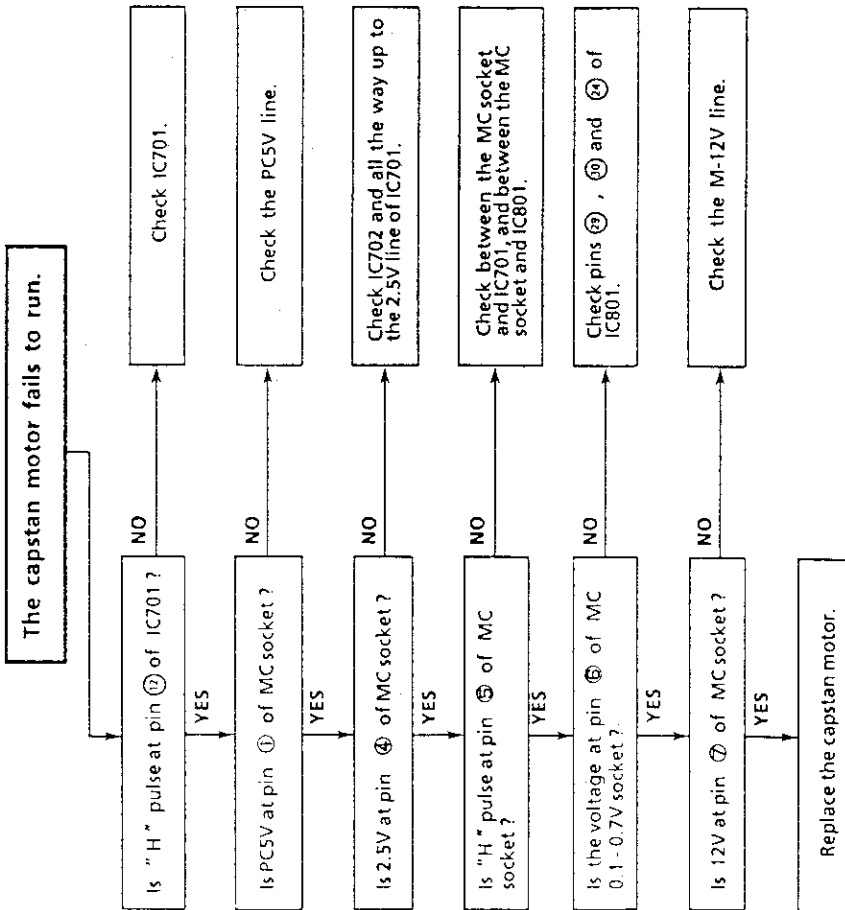 The capstan motor fails to run.
Is "H" pulse at pin ⑫ of IC701 ?
NO
Check IC701.
YES
Is PC5V at pin ① of MC socket ?
NO
Check the PC5V line.
YES
Is 2.5V at pin ④ of MC socket ?
NO
Check IC702 and all the way up to
the 2.5V line of IC701.
YES
Is "H" pulse at pin ⑤ of MC
socket ?
NO
Check between the MC socket
and IC701, and between the MC
socket and IC801.
YES
Is the voltage at pin ⑥ of MC
0.1 - 0.7V socket ?
NO
Check pins ㉙ , ㉚ and ㉔ of
IC801.
YES
Is 12V at pin ⑦ of MC socket ?
NO
Check the M-12V line.
YES
Replace the capstan motor.